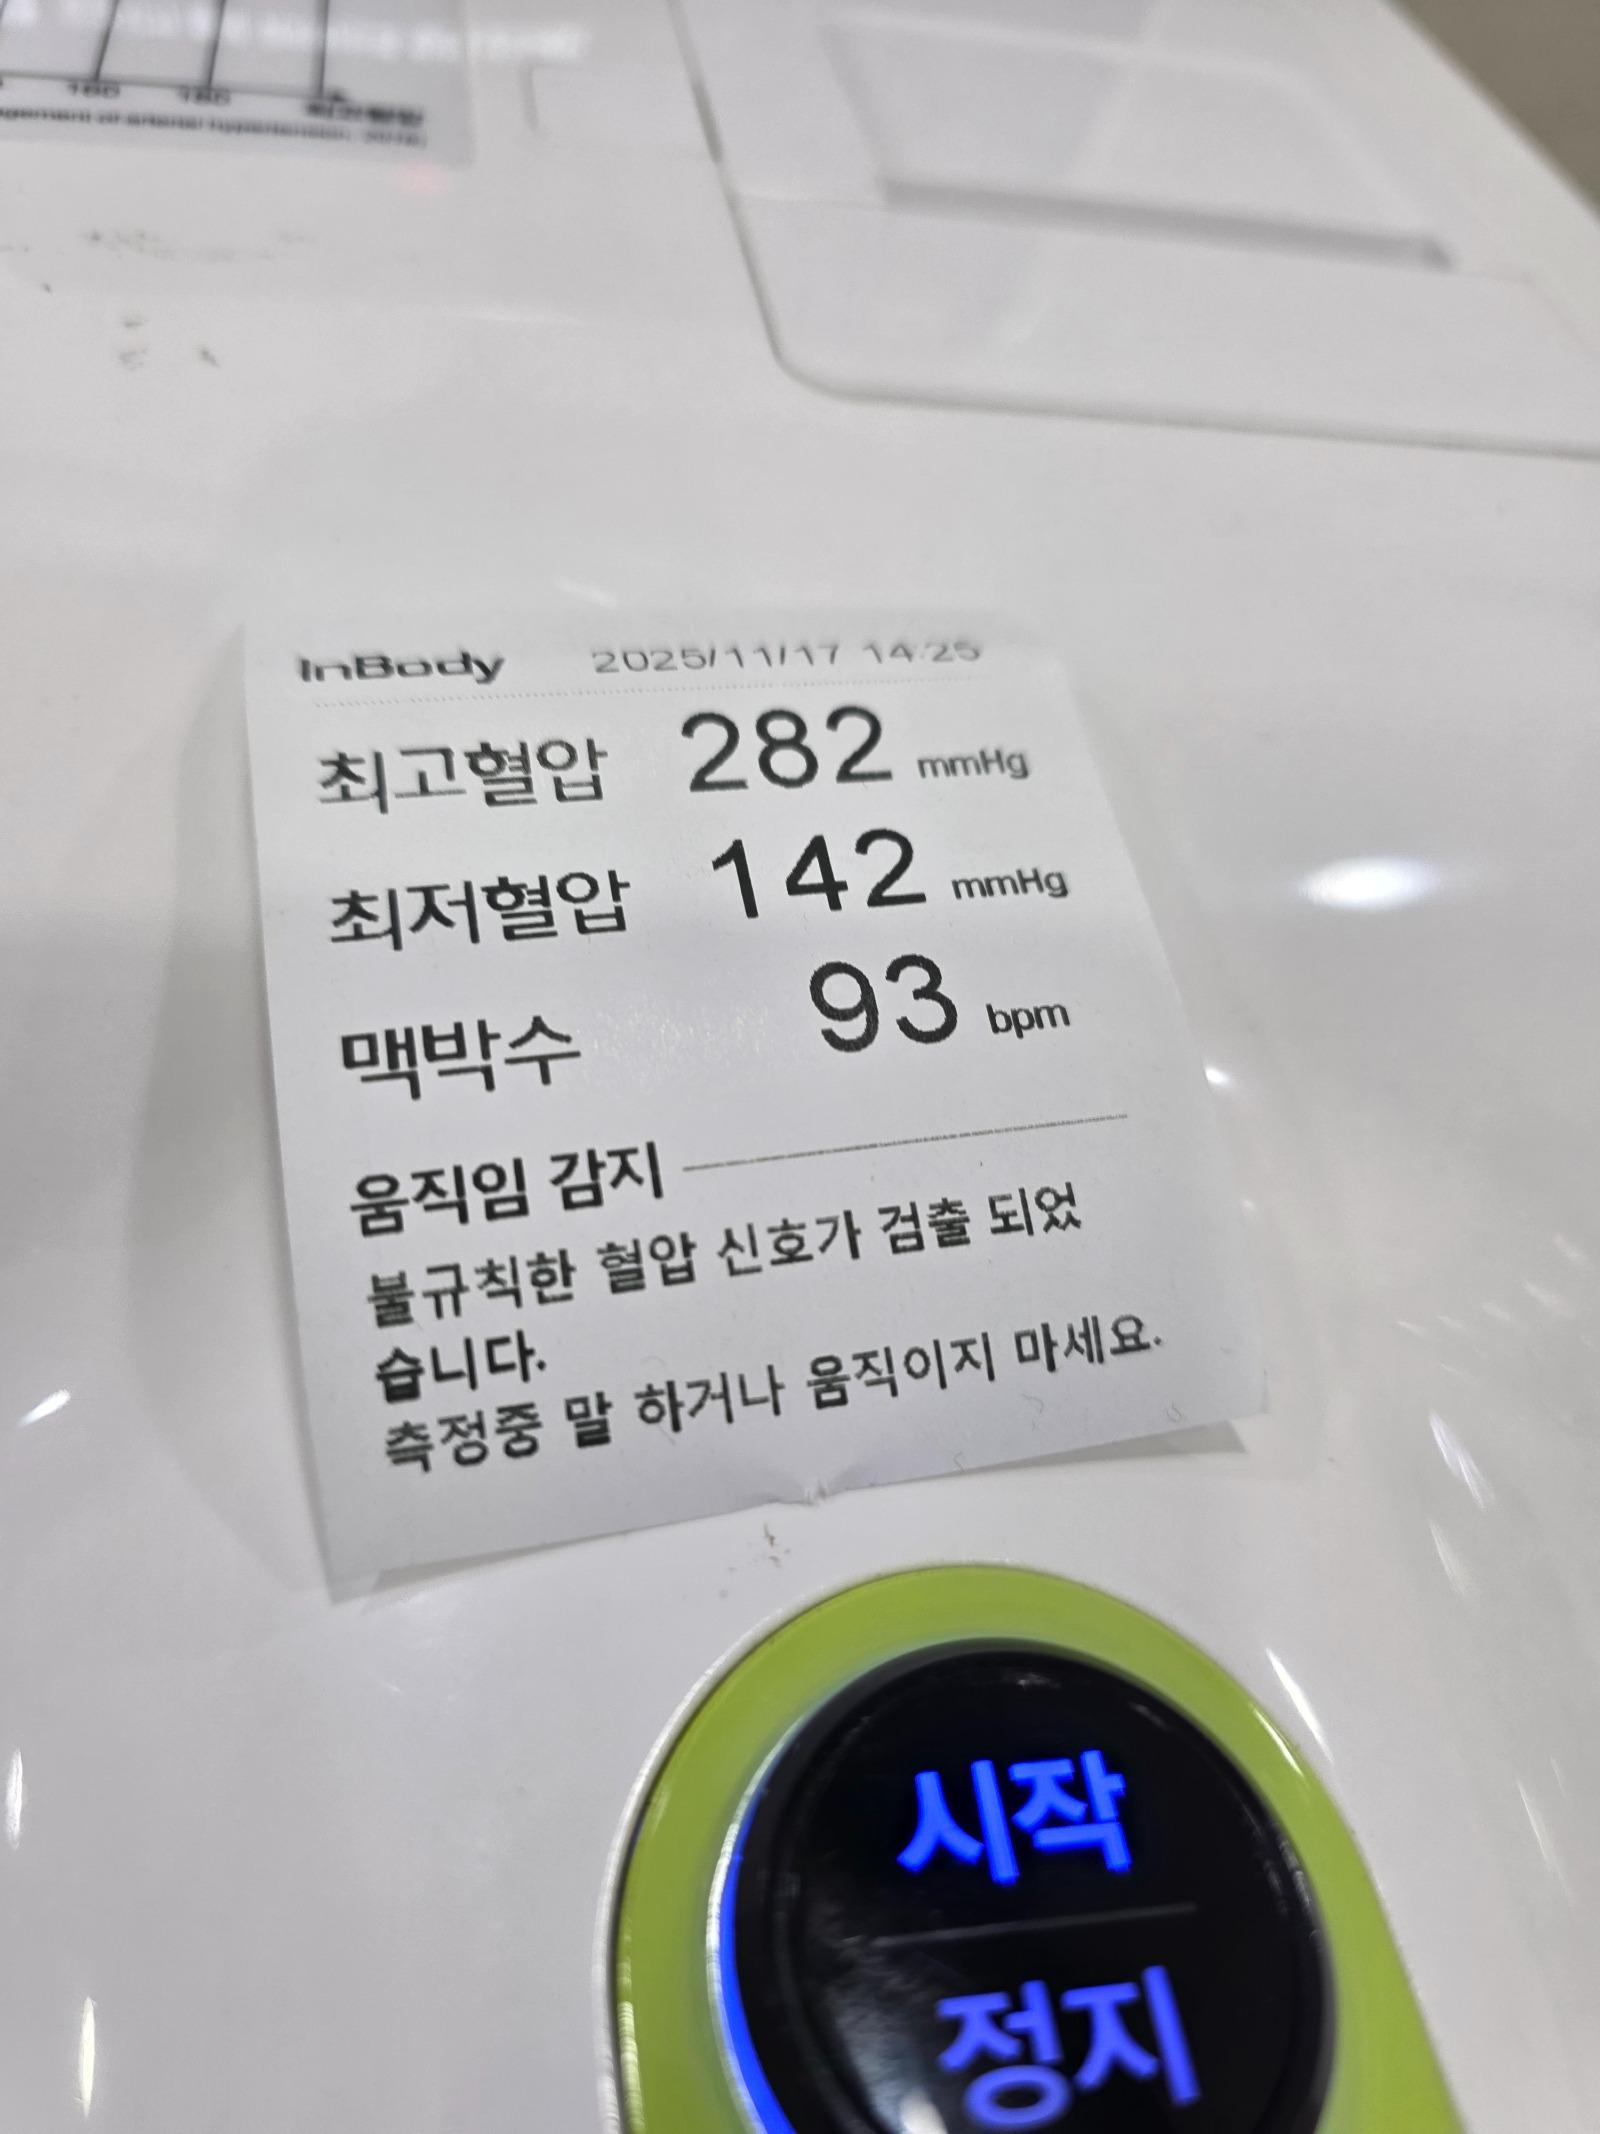 160 180
InBody 2025/11/17 14:25
최고혈압 282 mmHg
최저혈압 142 mmHg
맥박수 93 bpm
움직임 감지
불규칙한 혈압 신호가 검출 되었
습니다.
측정중 말 하거나 움직이지 마세요.
시작
정지